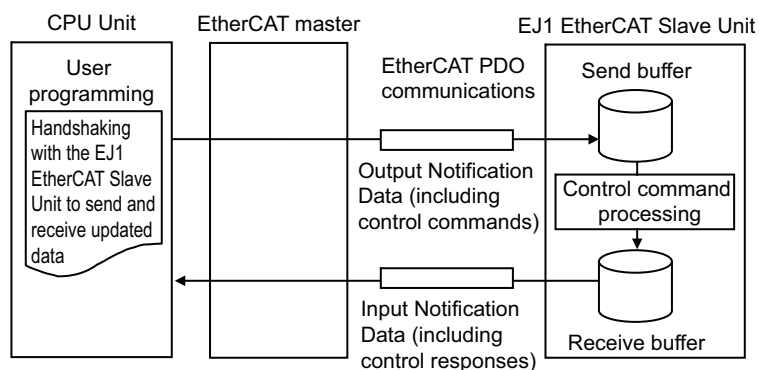 CPU Unit
EtherCAT master
EJ1 EtherCAT Slave Unit
User
programming
Handshaking
with the EJ1
EtherCAT Slave
Unit to send and
receive updated
data
EtherCAT PDO
communications
Output Notification
Data (including
control commands)
Input Notification
Data (including
control responses)
Send buffer
Control command
processing
Receive buffer